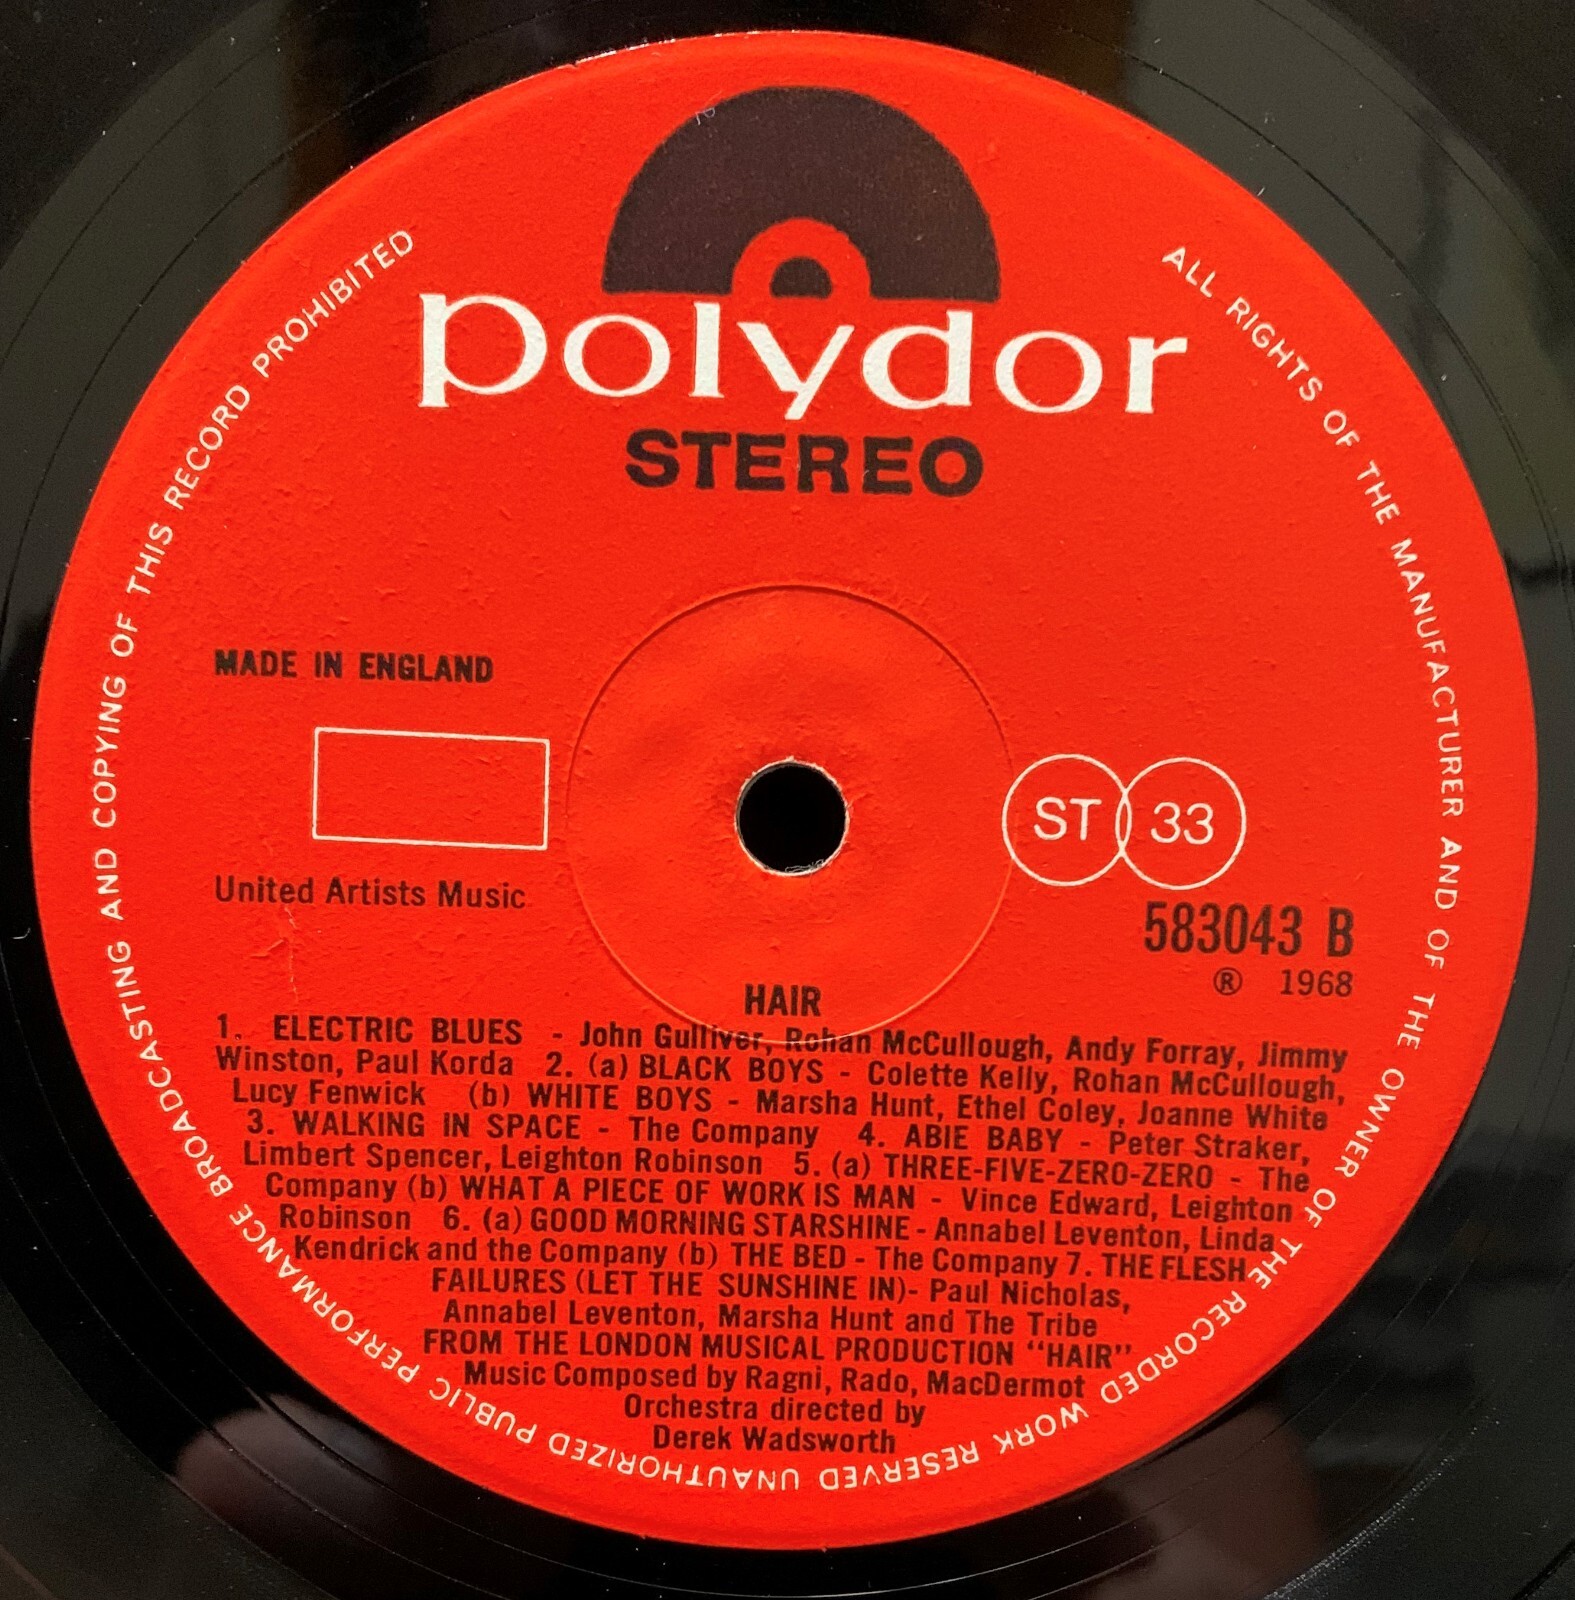 polydor
STEREO
MADE IN ENGLAND
ST 33
United Artists Music
583043 B
® 1968
HAIR
1. ELECTRIC BLUES - John Gulliver, Rohan McCullough, Andy Forray, Jimmy
Winston, Paul Korda 2. (a) BLACK BOYS - Colette Kelly, Rohan McCullough,
Lucy Fenwick (b) WHITE BOYS - Marsha Hunt, Ethel Coley, Joanne White
3. WALKING IN SPACE - The Company 4. ABIE BABY - Peter Straker,
Limbert Spencer, Leighton Robinson 5. (a) THREE-FIVE-ZERO-ZERO - The
Company (b) WHAT A PIECE OF WORK IS MAN - Vince Edward, Leighton
Robinson 6. (a) GOOD MORNING STARSHINE - Annabel Leventon, Linda
Kendrick and the Company (b) THE BED - The Company 7. THE FLESH
FAILURES (LET THE SUNSHINE IN)- Paul Nicholas,
Annabel Leventon, Marsha Hunt and The Tribe
FROM THE LONDON MUSICAL PRODUCTION "HAIR"
Music Composed by Ragni, Rado, MacDermot
Orchestra directed by
Derek Wadsworth
ALL RIGHTS OF THE MANUFACTURER AND OF THE OWNER OF THE RECORDED WORK RESERVED UNAUTHORIZED PUBLIC PERFORMANCE BROADCASTING AND COPYING OF THIS RECORD PROHIBITED